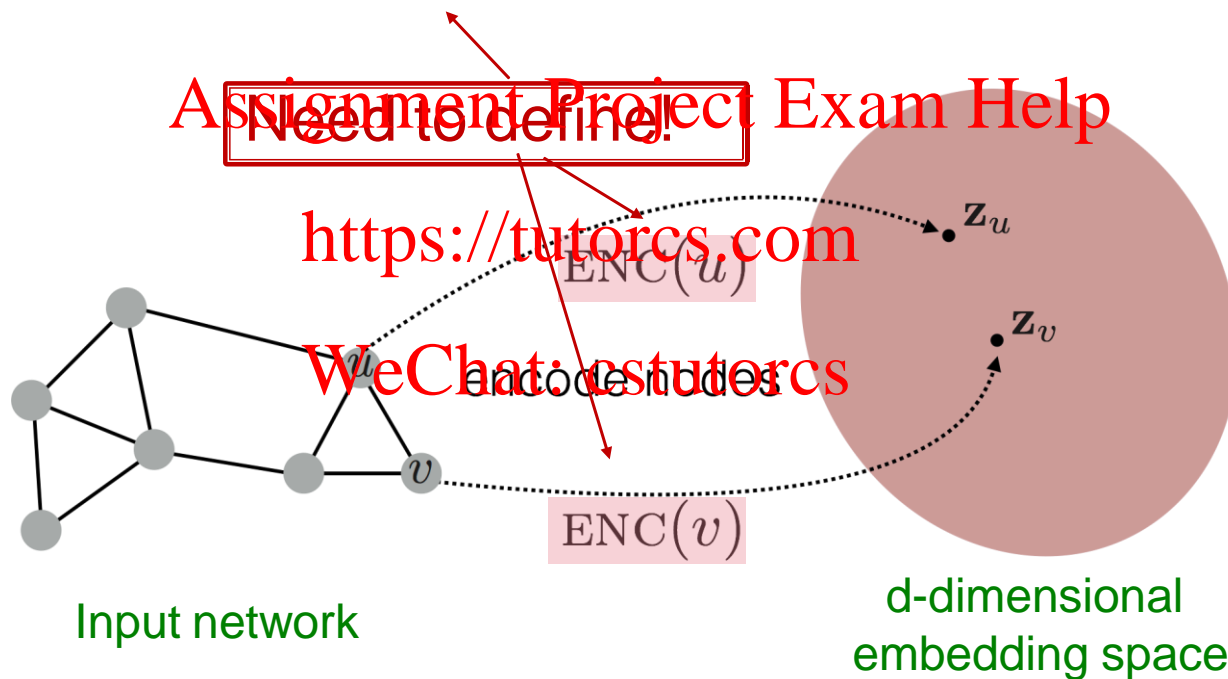 Assignment Project Exam Help
Need to define!
https://tutorcs.com
z_u
ENC(u)
z_v
u
WeChat: cstutorcs
encode nodes
v
ENC(v)
Input network
d-dimensional
embedding space